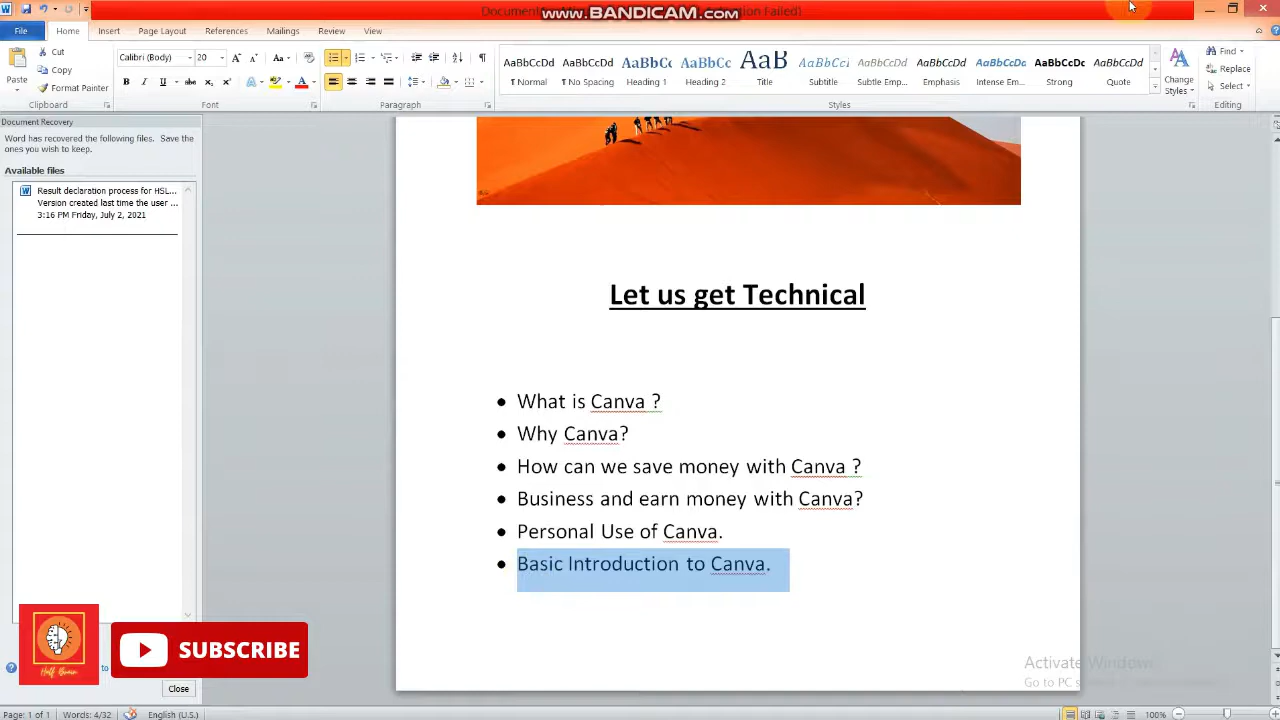 www.BANDICAM.com
File Home Insert Page Layout References Mailings Review View
Paste
Cut
Copy
Format Painter
Clipboard
Calibri (Body) 20
Font
Paragraph
AaBbCcDd AaBbCcDd AaBbCc AaBbCc AaB AaBbCcI AaBbCcDd AaBbCcDd AaBbCcDd AaBbCcDd AaBbCcDd
¶ Normal ¶ No Spacing Heading 1 Heading 2 Title Subtitle Subtle Emp... Emphasis Intense Em... Strong Quote
Styles
Change
Styles
Find
Replace
Select
Editing
Document Recovery
Word has recovered the following files. Save the
ones you wish to keep.
Available files
Result declaration process for HSL...
Version created last time the user ...
3:16 PM Friday, July 2, 2021
Let us get Technical
• What is Canva ?
• Why Canva?
• How can we save money with Canva ?
• Business and earn money with Canva?
• Personal Use of Canva.
• Basic Introduction to Canva.
Half Brain
SUBSCRIBE
Close
Activate Windows
Go to PC
Page: 1 of 1 Words: 4/32 English (U.S.) 100%